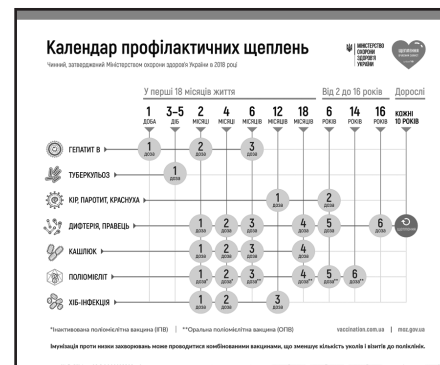 Календар профілактичних щеплень
Чинний, затверджений Міністерством охорони здоров'я України в 2018 році
МІНІСТЕРСТВО
ОХОРОНИ
ЗДОРОВ'Я
УКРАЇНИ
У перші 18 місяців життя Від 2 до 16 років Дорослі
1 3–5 2 4 6 12 18 6 14 16 КОЖНІ
ДОБА ДІБ МІСЯЦІ МІСЯЦІ МІСЯЦІВ МІСЯЦІВ МІСЯЦІВ РОКІВ РОКІВ РОКІВ 10 РОКІВ
ГЕПАТИТ В 1 доза 2 доза 3 доза
ТУБЕРКУЛЬОЗ 1 доза
КІР, ПАРОТИТ, КРАСНУХА 1 доза 2 доза
ДИФТЕРІЯ, ПРАВЕЦЬ 1 доза 2 доза 3 доза 4 доза 5 доза 6 доза
КАШЛЮК 1 доза 2 доза 3 доза 4 доза
ПОЛІОМІЄЛІТ 1 доза* 2 доза* 3 доза** 4 доза** 5 доза** 6 доза**
ХІБ-ІНФЕКЦІЯ 1 доза 2 доза 3 доза
*Інактивована поліомієлітна вакцина (ІПВ) | **Оральна поліомієлітна вакцина (ОПВ) vaccination.com.ua | moz.gov.ua
Імунізація проти низки захворювань може проводитися комбінованими вакцинами, що зменшує кількість уколів і візитів до поліклінік.